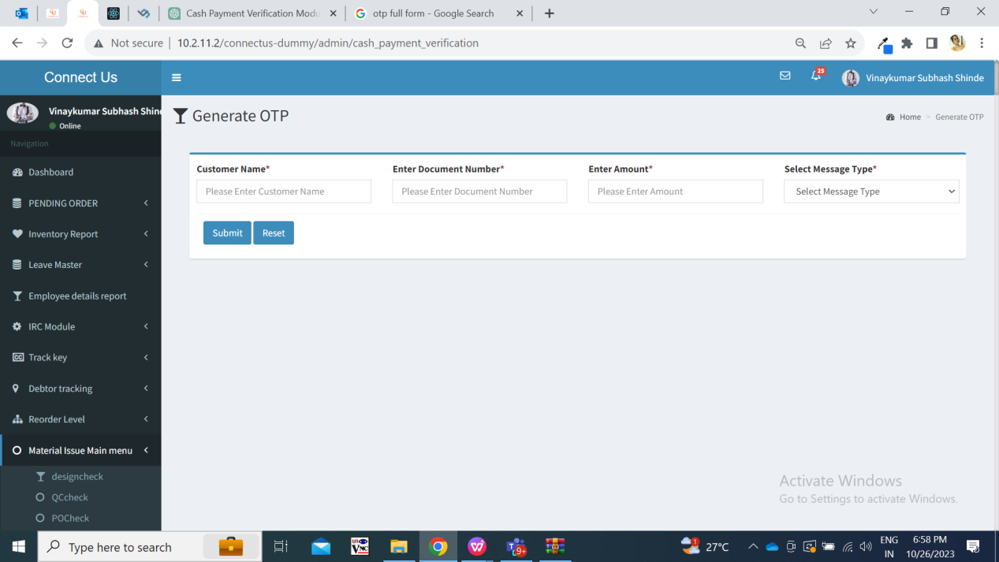 Cash Payment Verification Modu
otp full form - Google Search
Not secure
10.2.11.2/connectus-dummy/admin/cash_payment_verification
Connect Us
25
Vinaykumar Subhash Shinde
Vinaykumar Subhash Shin
Online
Generate OTP
Home > Generate OTP
Navigation
Dashboard
PENDING ORDER
Inventory Report
Leave Master
Employee details report
IRC Module
Track key
Debtor tracking
Reorder Level
Material Issue Main menu
designcheck
QCcheck
POCheck
Customer Name* Enter Document Number* Enter Amount* Select Message Type*
Please Enter Customer Name Please Enter Document Number Please Enter Amount Select Message Type
Submit Reset
Activate Windows
Go to Settings to activate Windows.
Type here to search
9+
1
27°C
ENG
IN
6:58 PM
10/26/2023